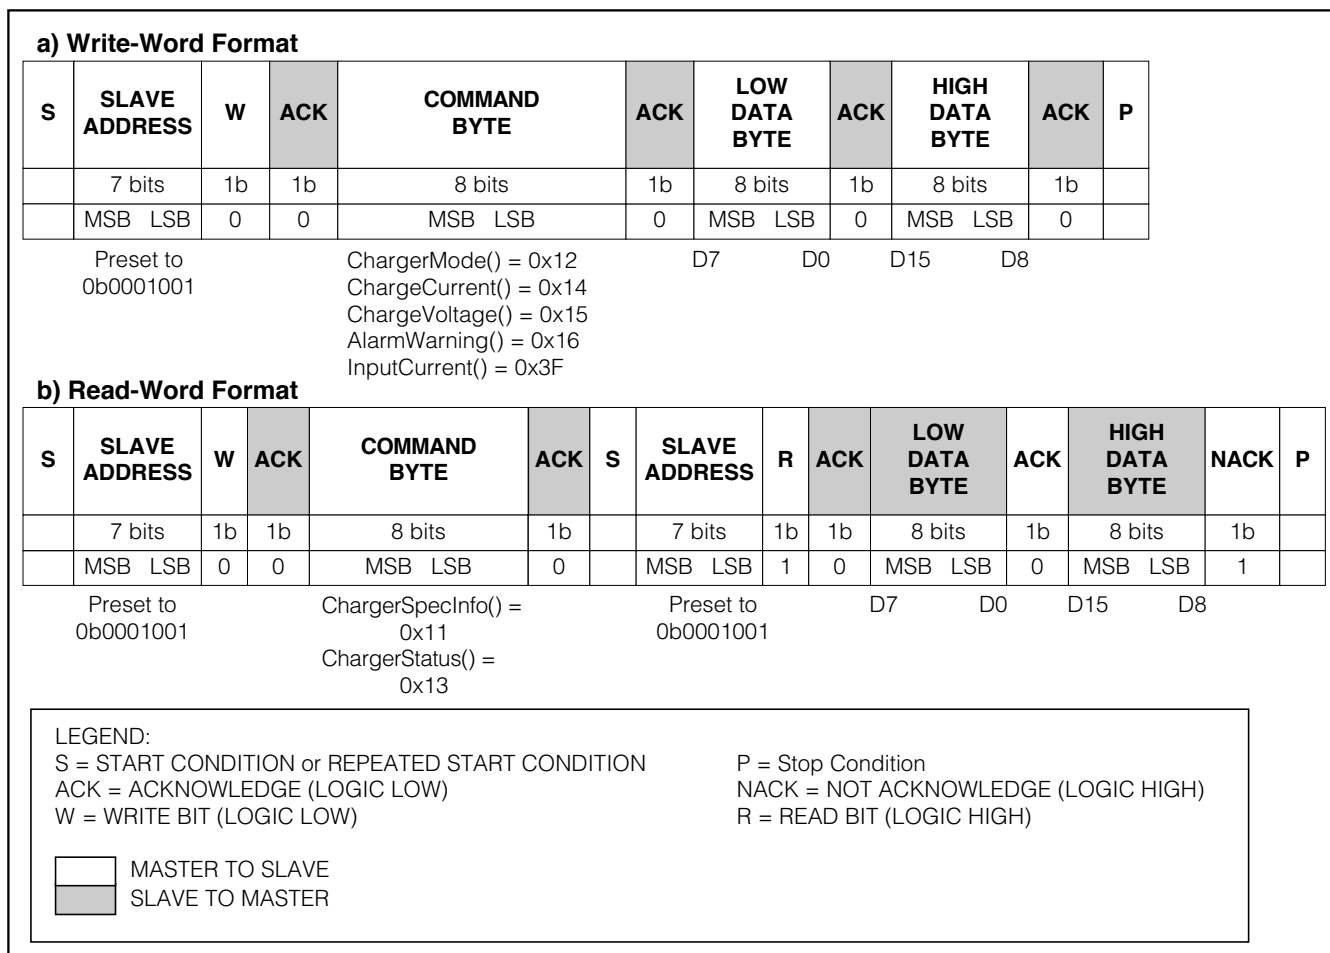 a) Write-Word Format
S SLAVE ADDRESS W ACK COMMAND BYTE ACK LOW DATA BYTE ACK HIGH DATA BYTE ACK P
7 bits 1b 1b 8 bits 1b 8 bits 1b 8 bits 1b
MSB LSB 0 0 MSB LSB 0 MSB LSB 0 MSB LSB 0
Preset to 0b0001001
ChargerMode() = 0x12
ChargeCurrent() = 0x14
ChargeVoltage() = 0x15
AlarmWarning() = 0x16
InputCurrent() = 0x3F
D7 D0 D15 D8
b) Read-Word Format
S SLAVE ADDRESS W ACK COMMAND BYTE ACK S SLAVE ADDRESS R ACK LOW DATA BYTE ACK HIGH DATA BYTE NACK P
7 bits 1b 1b 8 bits 1b 7 bits 1b 1b 8 bits 1b 8 bits 1b
MSB LSB 0 0 MSB LSB 0 MSB LSB 1 0 MSB LSB 0 MSB LSB 1
Preset to 0b0001001
ChargerSpecInfo() =
0x11
ChargerStatus() =
0x13
Preset to 0b0001001
D7 D0 D15 D8
LEGEND:
S = START CONDITION or REPEATED START CONDITION
ACK = ACKNOWLEDGE (LOGIC LOW)
W = WRITE BIT (LOGIC LOW)
P = Stop Condition
NACK = NOT ACKNOWLEDGE (LOGIC HIGH)
R = READ BIT (LOGIC HIGH)
MASTER TO SLAVE
SLAVE TO MASTER